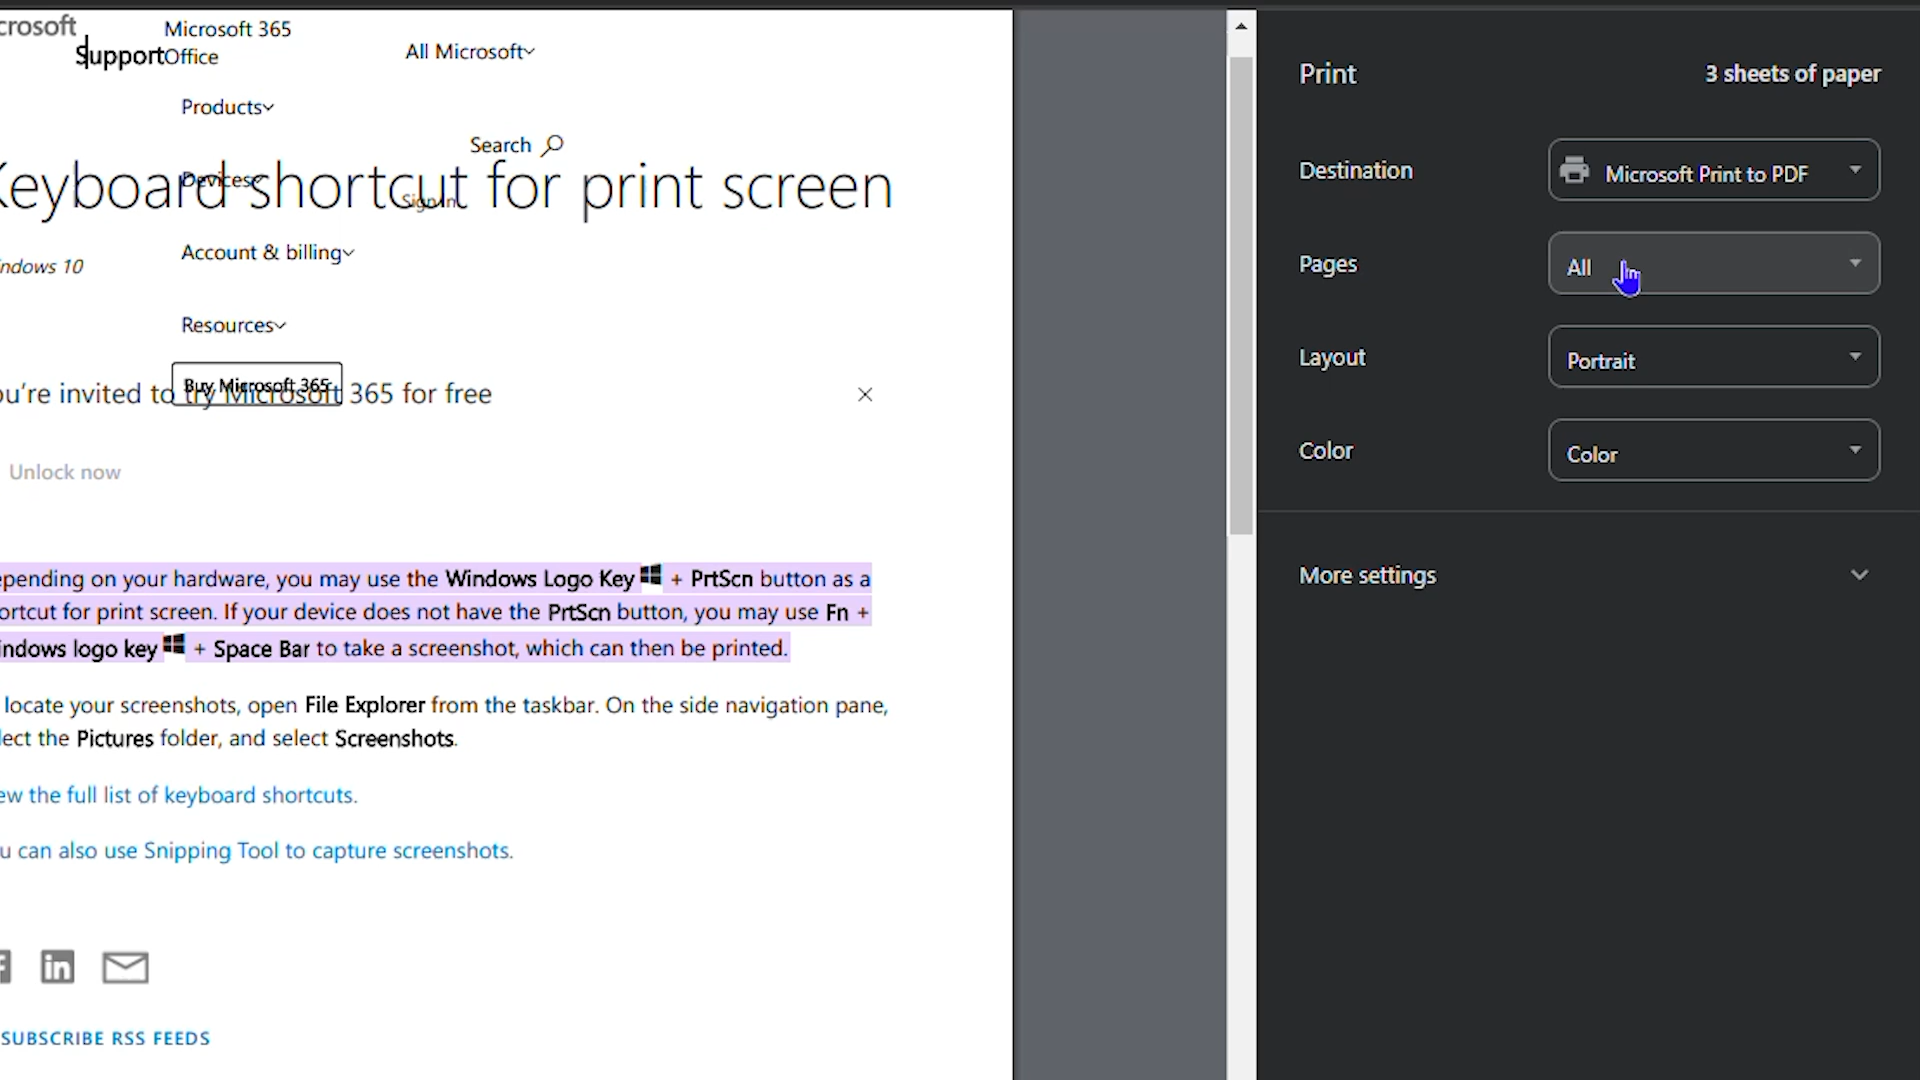 crosoft
Support
Microsoft 365
Office
All Microsoft
Products
Search
Keyboard shortcut for print screen
Devices
Sign in
Account & billing
ndows 10
Resources
Buy Microsoft 365
ou're invited to try Microsoft 365 for free
Unlock now
epending on your hardware, you may use the Windows Logo Key + PrtScn button as a
ortcut for print screen. If your device does not have the PrtScn button, you may use Fn +
indows logo key + Space Bar to take a screenshot, which can then be printed.
locate your screenshots, open File Explorer from the taskbar. On the side navigation pane,
lect the Pictures folder, and select Screenshots.
ew the full list of keyboard shortcuts.
u can also use Snipping Tool to capture screenshots.
SUBSCRIBE RSS FEEDS
Print
3 sheets of paper
Destination
Microsoft Print to PDF
Pages
All
Layout
Portrait
Color
Color
More settings